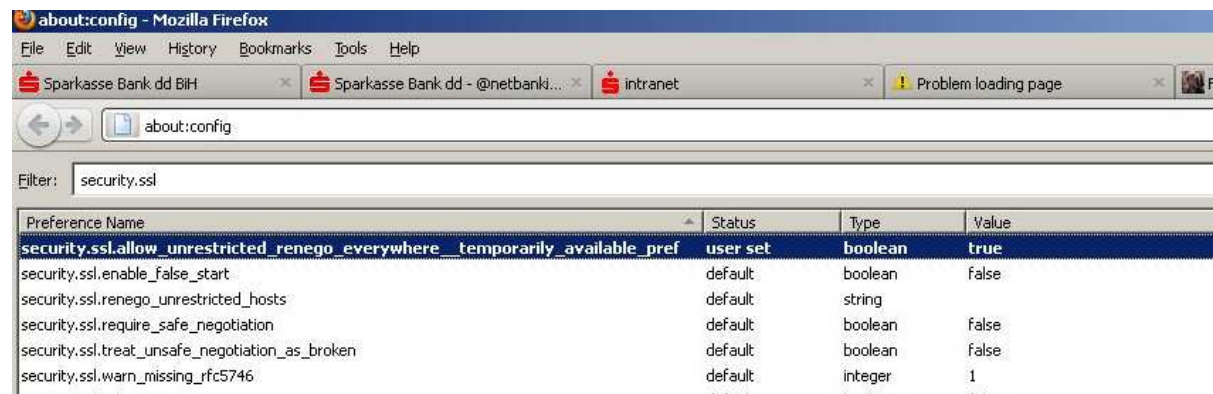 about:config - Mozilla Firefox
File Edit View History Bookmarks Tools Help
Sparkasse Bank dd BiH Sparkasse Bank dd - @netbanki... intranet Problem loading page F
about:config
Filter: security.ssl
Preference Name Status Type Value
security.ssl.allow_unrestricted_renego_everywhere__temporarily_available_pref user set boolean true
security.ssl.enable_false_start default boolean false
security.ssl.renego_unrestricted_hosts default string
security.ssl.require_safe_negotiation default boolean false
security.ssl.treat_unsafe_negotiation_as_broken default boolean false
security.ssl.warn_missing_rfc5746 default integer 1